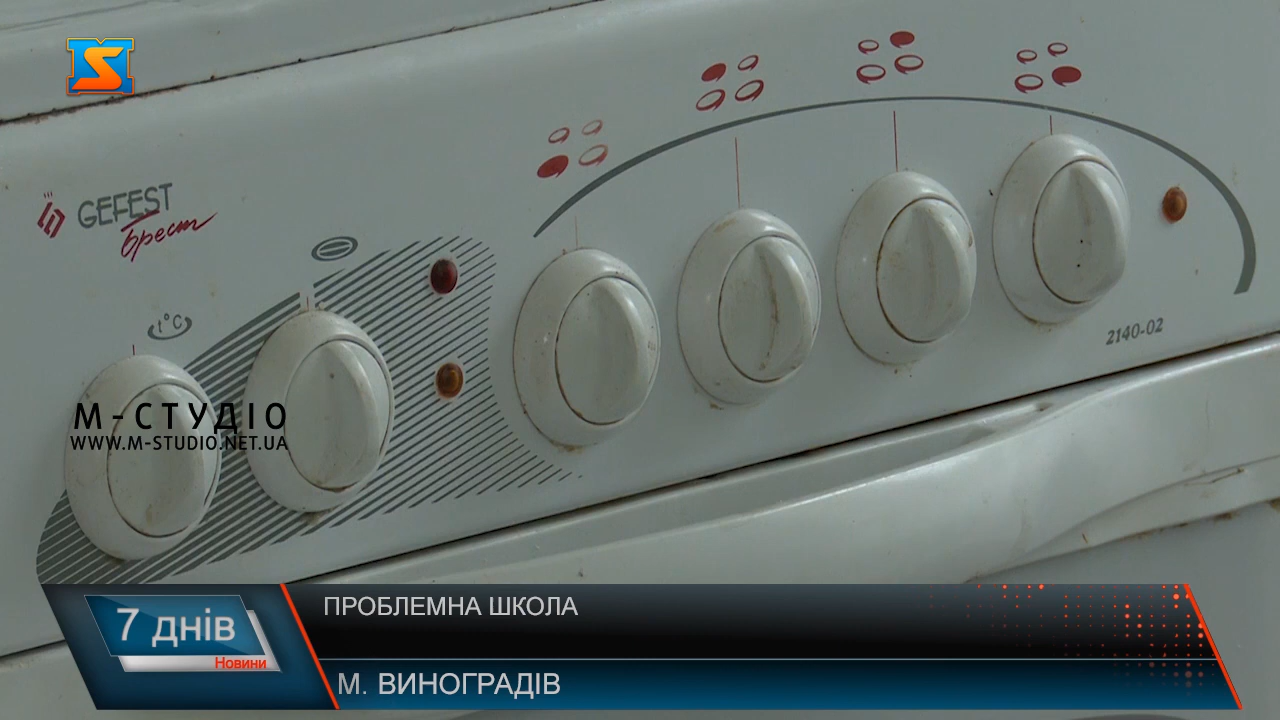 GEFEST
Брест
t°C
2140-02
М-СТУДІО
WWW.M-STUDIO.NET.UA
7 днів
Новини
ПРОБЛЕМНА ШКОЛА
М. ВИНОГРАДІВ